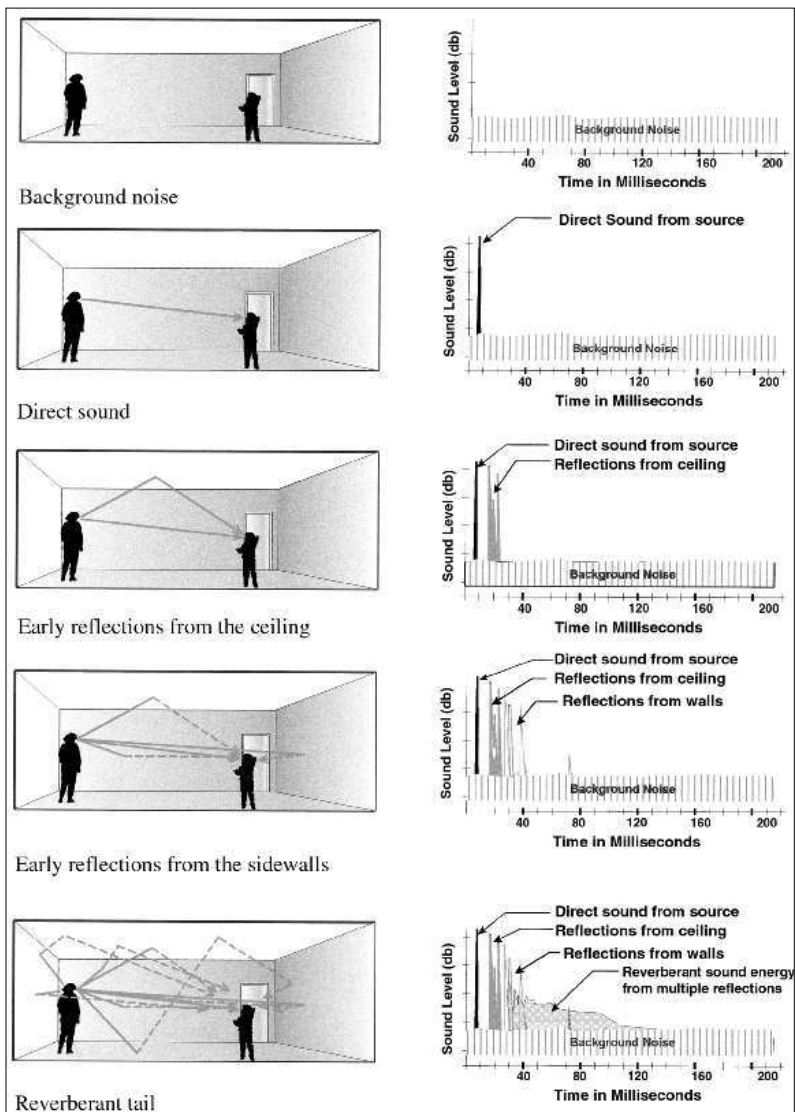 Sound Level (db)
Background Noise
40 80 120 160 200
Time in Milliseconds
Background noise
Direct Sound from source
Sound Level (db)
Background Noise
40 80 120 160 200
Time in Milliseconds
Direct sound
Direct sound from source
Reflections from ceiling
Sound Level (db)
Background Noise
40 80 120 160 200
Time in Milliseconds
Early reflections from the ceiling
Direct sound from source
Reflections from ceiling
Reflections from walls
Sound Level (db)
Background Noise
40 80 120 160 200
Time in Milliseconds
Early reflections from the sidewalls
Direct sound from source
Reflections from ceiling
Reflections from walls
Reverberant sound energy
from multiple reflections
Sound Level (db)
Background Noise
40 80 120 160 200
Time in Milliseconds
Reverberant tail